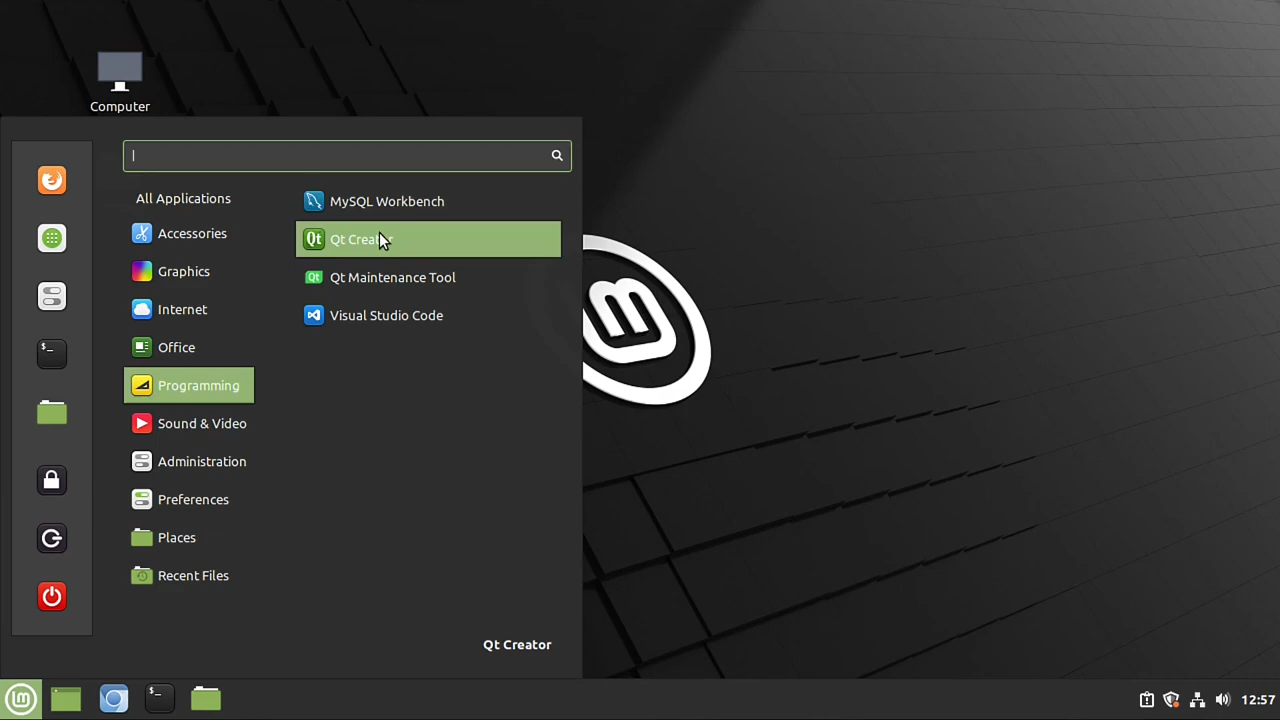 Computer
All Applications
Accessories
Graphics
Internet
Office
Programming
Sound & Video
Administration
Preferences
Places
Recent Files
MySQL Workbench
Qt Creator
Qt Maintenance Tool
Visual Studio Code
Qt Creator
12:57